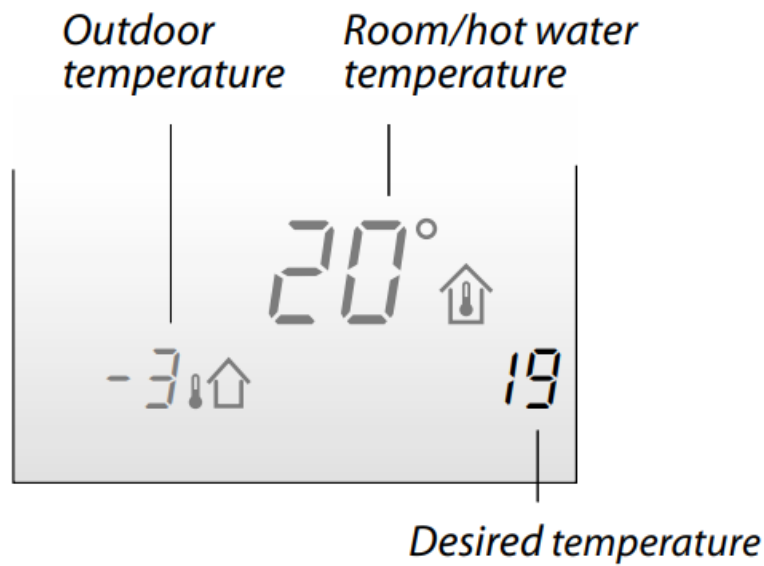 Outdoor
temperature
Room/hot water
temperature
20°
-3
19
Desired temperature